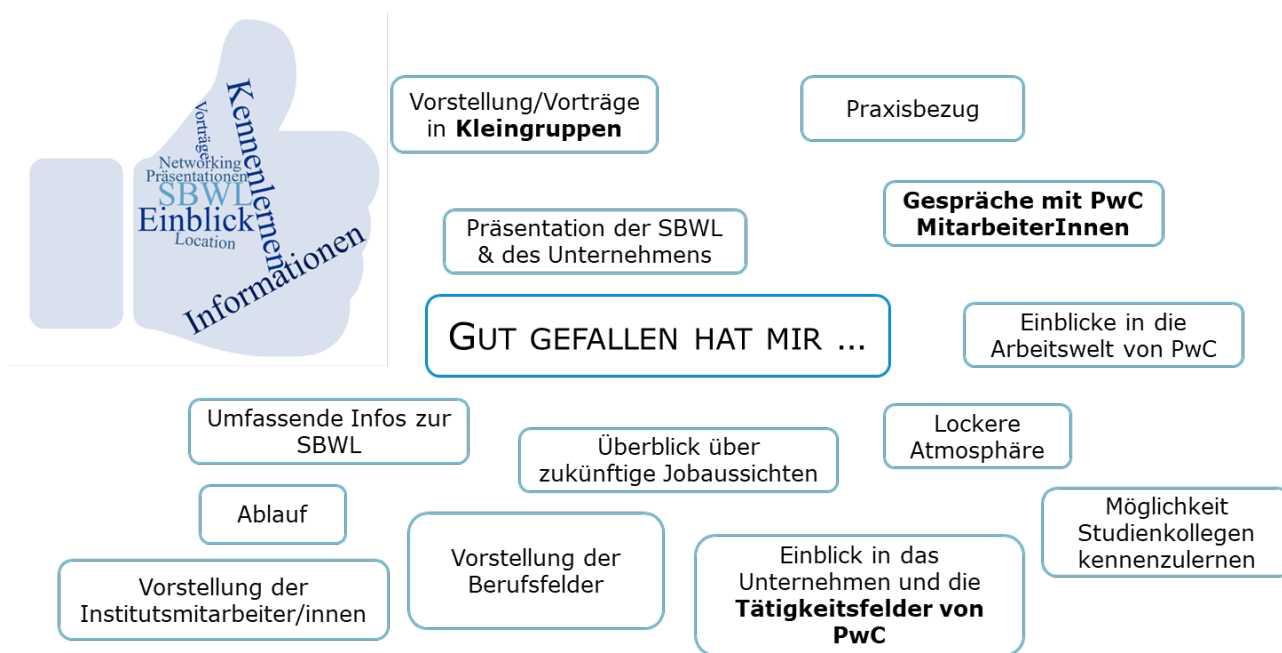 Kennenlernen
Vorträge
Networking
Präsentationen
SBWL
Einblick
Location
Informationen
Vorstellung/Vorträge
in Kleingruppen
Praxisbezug
Gespräche mit PwC
MitarbeiterInnen
Präsentation der SBWL
& des Unternehmens
GUT GEFALLEN HAT MIR ...
Einblicke in die
Arbeitswelt von PwC
Umfassende Infos zur
SBWL
Überblick über
zukünftige Jobaussichten
Lockere
Atmosphäre
Ablauf
Möglichkeit
Studienkollegen
kennenzulernen
Vorstellung der
Institutsmitarbeiter/innen
Vorstellung der
Berufsfelder
Einblick in das
Unternehmen und die
Tätigkeitsfelder von
PwC